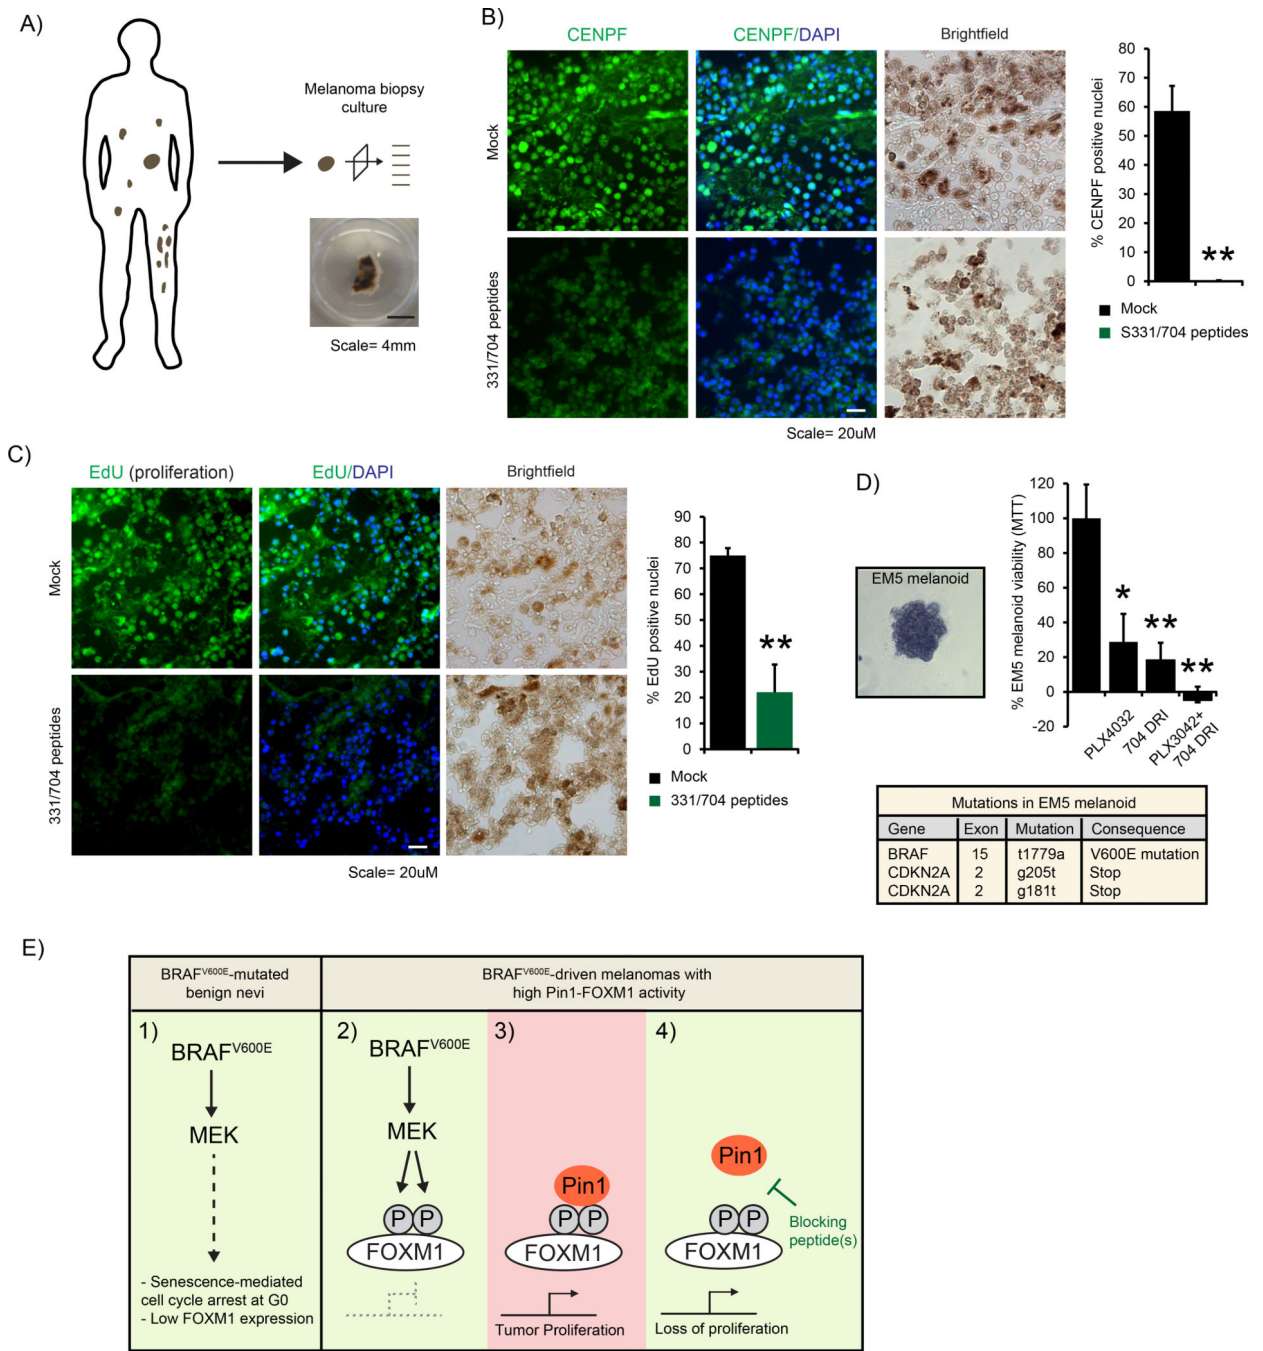 A)
Melanoma biopsy
culture
Scale= 4mm
B)
CENPF
CENPF/DAPI
Brightfield
Mock
331/704 peptides
Scale= 20uM
% CENPF positive nuclei
80
70
60
50
40
30
20
10
0
**
Mock
S331/704 peptides
C)
EdU (proliferation)
EdU/DAPI
Brightfield
Mock
331/704 peptides
Scale= 20uM
% EdU positive nuclei
90
80
70
60
50
40
30
20
10
0
**
Mock
331/704 peptides
D)
EM5 melanoid
% EM5 melanoid viability (MTT)
120
100
80
60
40
20
0
-20
*
**
**
PLX4032
704 DRI
PLX3042+
704 DRI
Mutations in EM5 melanoid
Gene Exon Mutation Consequence
BRAF 15 t1779a V600E mutation
CDKN2A 2 g205t Stop
CDKN2A 2 g181t Stop
E)
BRAFV600E-mutated
benign nevi
BRAFV600E-driven melanomas with
high Pin1-FOXM1 activity
1)
BRAFV600E
MEK
- Senescence-mediated
cell cycle arrest at G0
- Low FOXM1 expression
2)
BRAFV600E
MEK
P P
FOXM1
3)
Pin1
P P
FOXM1
Tumor Proliferation
4)
Pin1
P P
FOXM1
Blocking
peptide(s)
Loss of proliferation